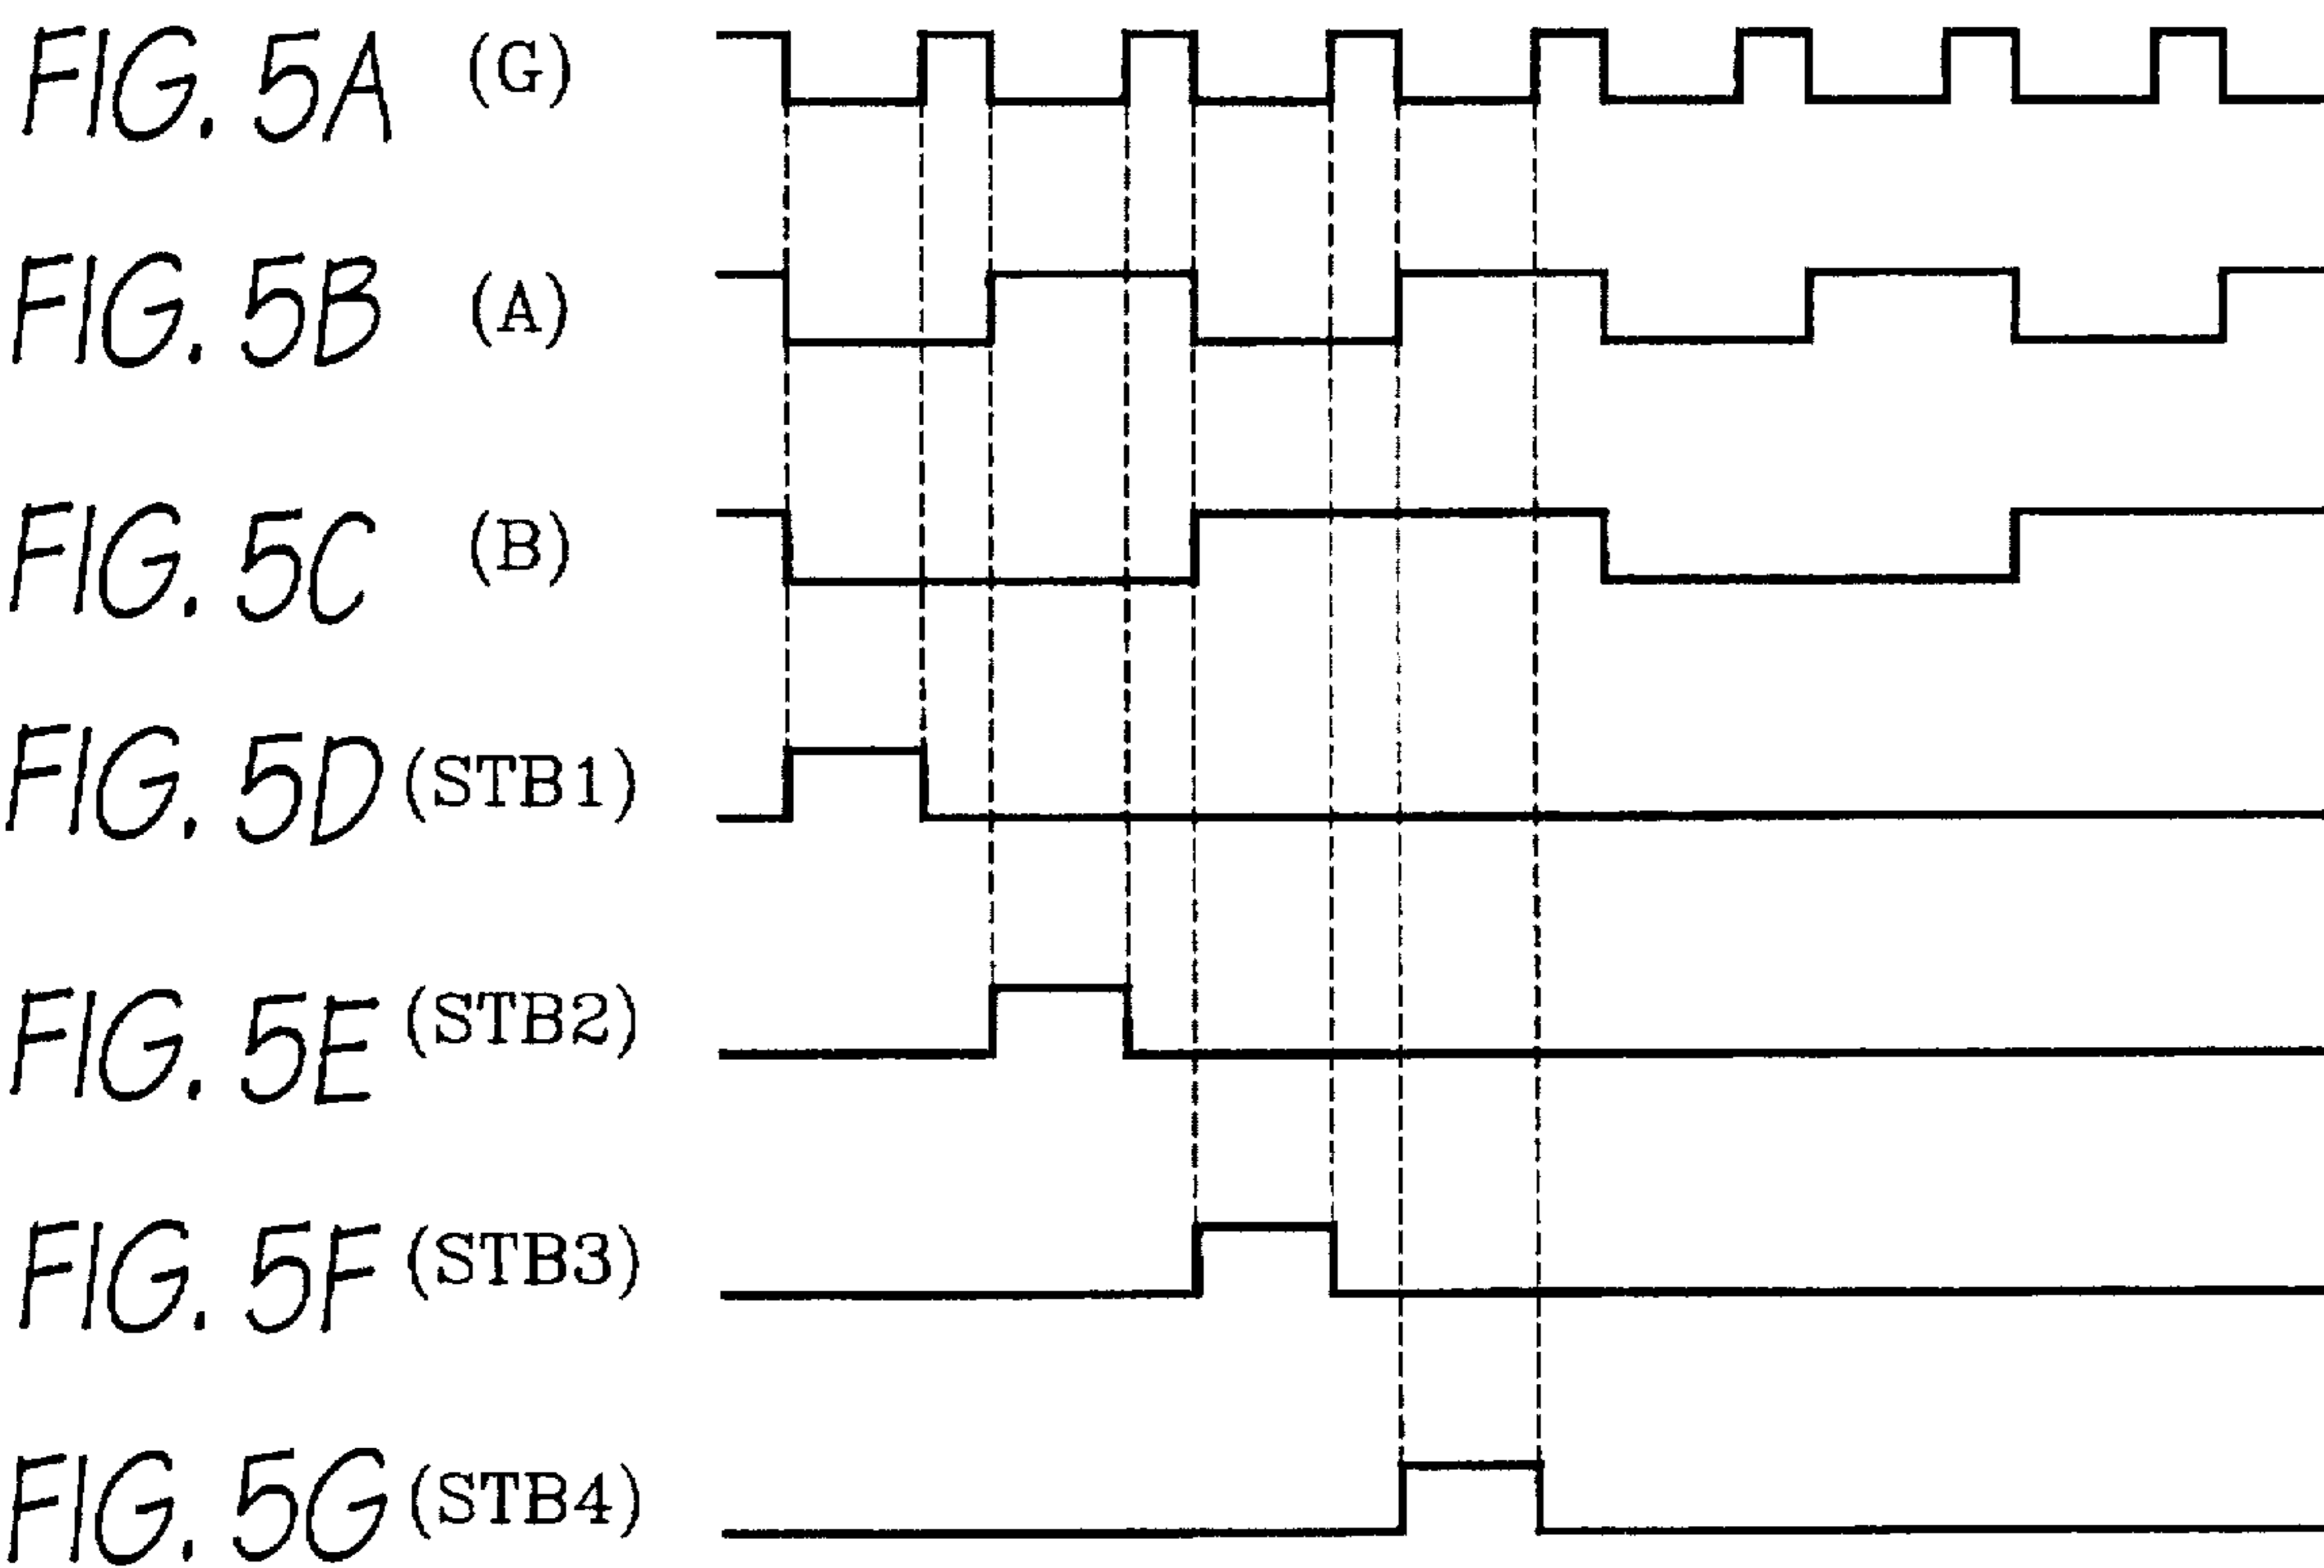 FIG. 5A (G)
FIG. 5B (A)
FIG. 5C (B)
FIG. 5D (STB1)
FIG. 5E (STB2)
FIG. 5F (STB3)
FIG. 5G (STB4)